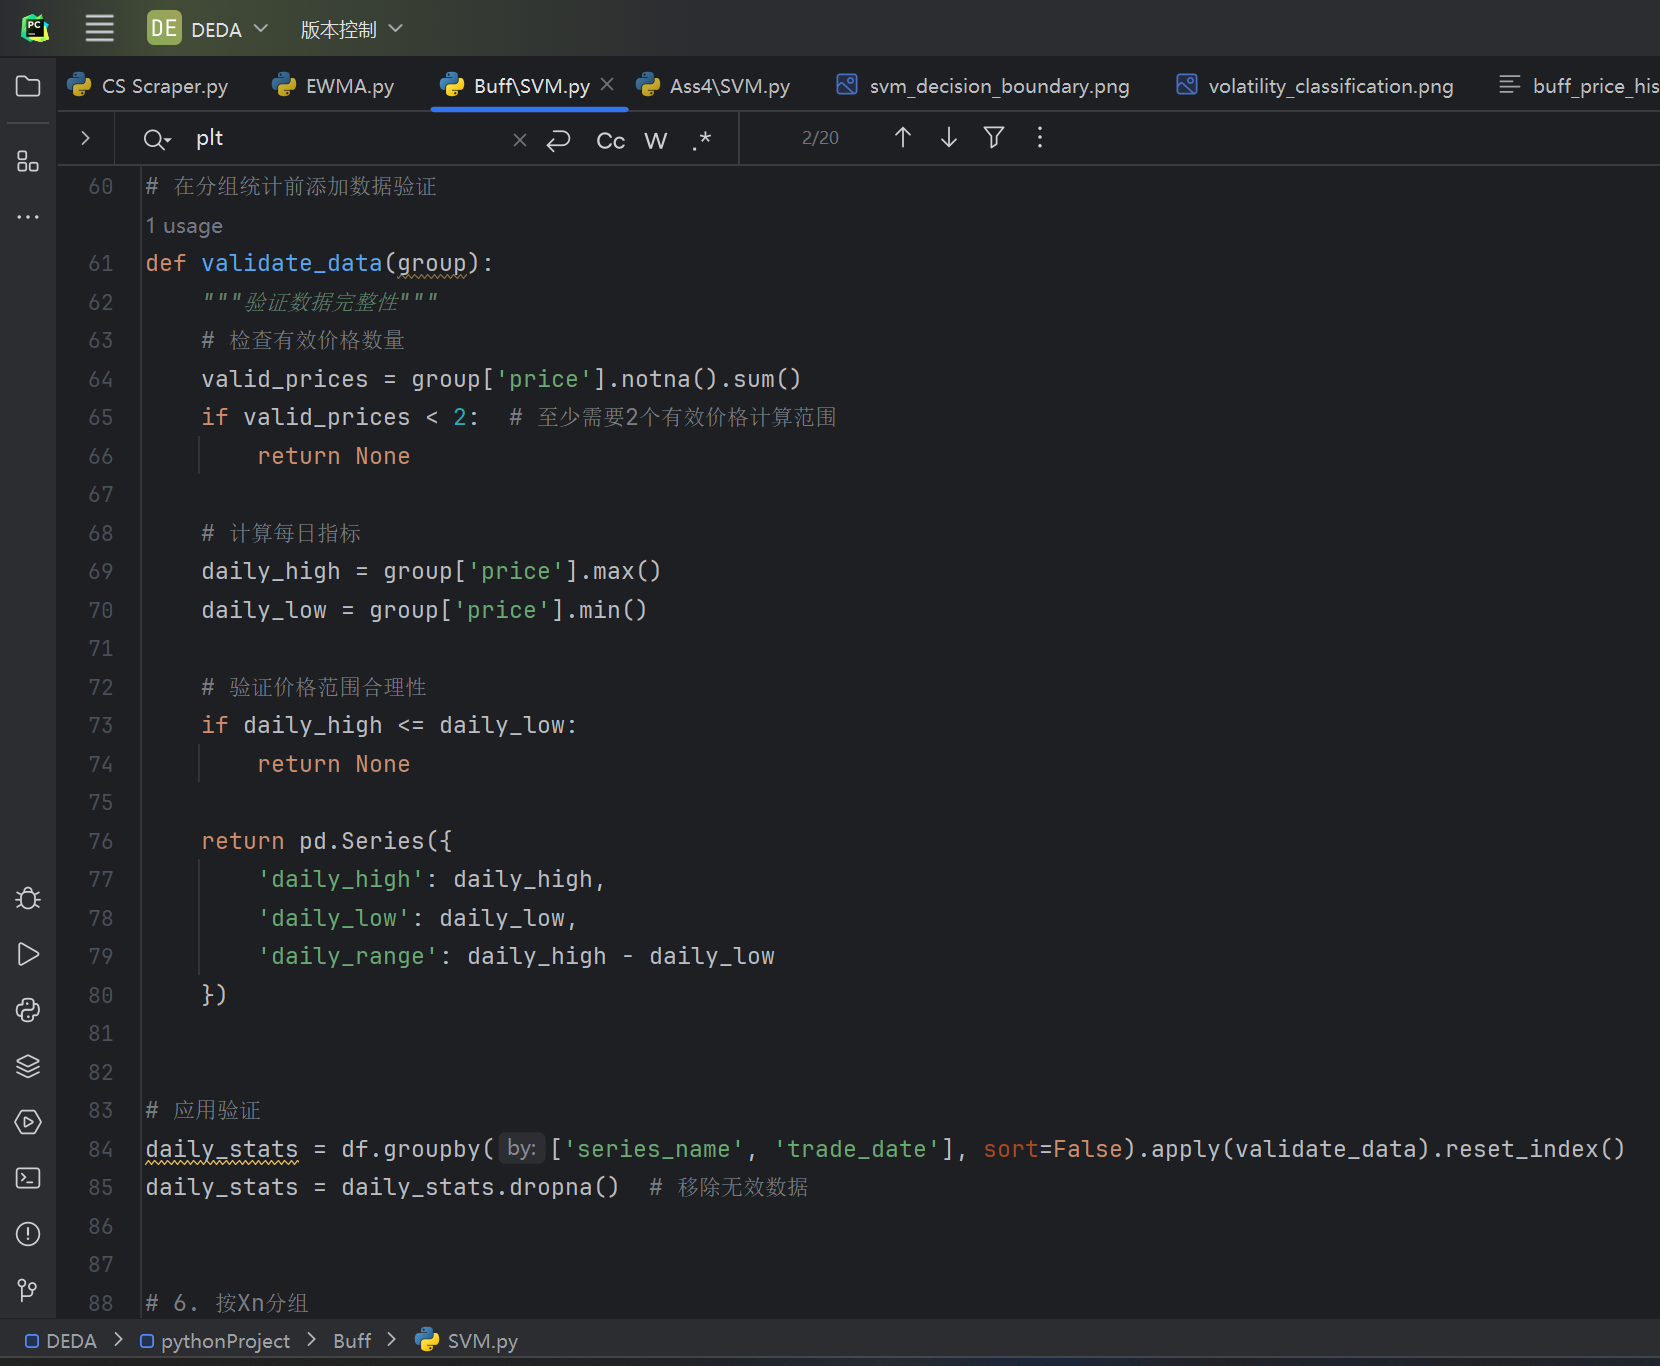 PC
DE DEDA 版本控制
CS Scraper.py EWMA.py Buff\SVM.py Ass4\SVM.py svm_decision_boundary.png volatility_classification.png buff_price_his
plt Cc W .* 2/20
60 # 在分组统计前添加数据验证
1 usage
61 def validate_data(group):
62 """验证数据完整性"""
63 # 检查有效价格数量
64 valid_prices = group['price'].notna().sum()
65 if valid_prices < 2: # 至少需要2个有效价格计算范围
66 return None
67
68 # 计算每日指标
69 daily_high = group['price'].max()
70 daily_low = group['price'].min()
71
72 # 验证价格范围合理性
73 if daily_high <= daily_low:
74 return None
75
76 return pd.Series({
77 'daily_high': daily_high,
78 'daily_low': daily_low,
79 'daily_range': daily_high - daily_low
80 })
81
82
83 # 应用验证
84 daily_stats = df.groupby( by: ['series_name', 'trade_date'], sort=False).apply(validate_data).reset_index()
85 daily_stats = daily_stats.dropna() # 移除无效数据
86
87
88 # 6. 按Xn分组
DEDA > pythonProject > Buff > SVM.py